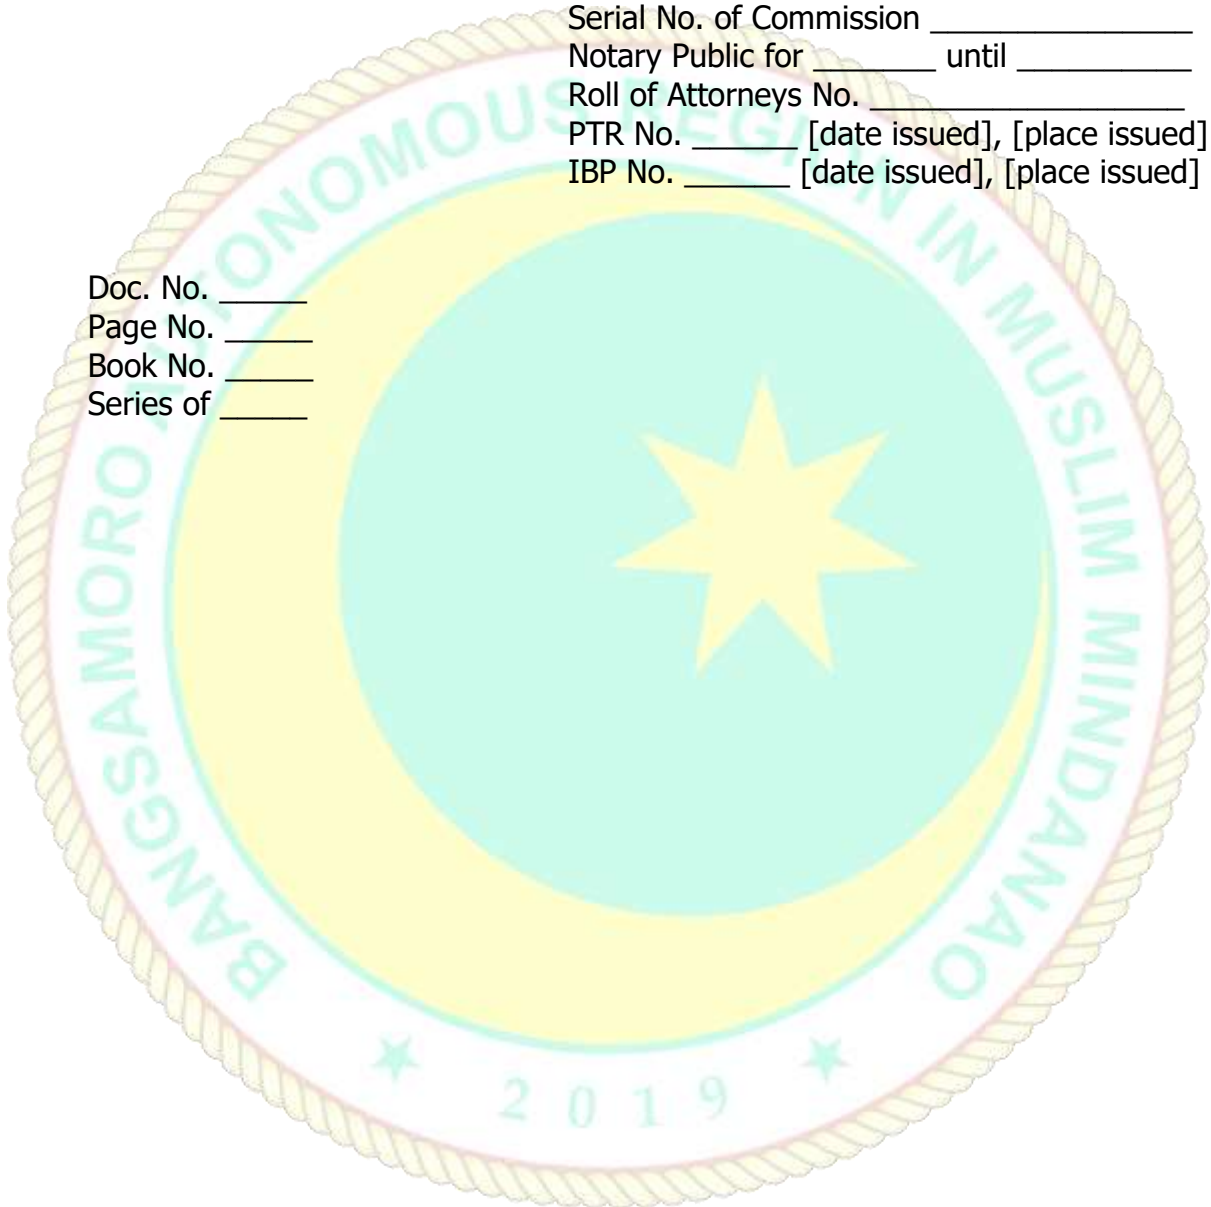 Serial No. of Commission _______________
Notary Public for _______ until __________
Roll of Attorneys No. __________________
PTR No. ______ [date issued], [place issued]
IBP No. ______ [date issued], [place issued]
Doc. No. _____
Page No. _____
Book No. _____
Series of _____
BANGSAMORO AUTONOMOUS REGION IN MUSLIM MINDANAO
2019